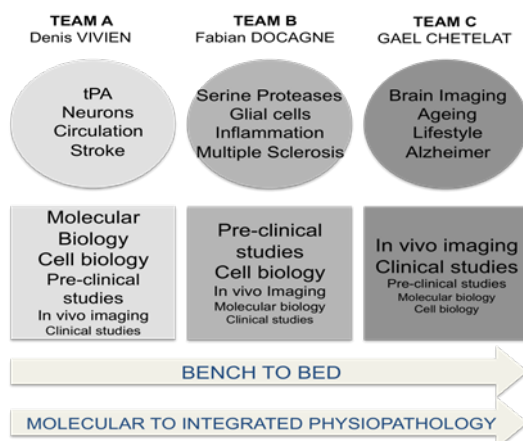 TEAM A
Denis VIVIEN
TEAM B
Fabian DOCAGNE
TEAM C
GAEL CHETELAT
tPA
Neurons
Circulation
Stroke
Serine Proteases
Glial cells
Inflammation
Multiple Sclerosis
Brain Imaging
Ageing
Lifestyle
Alzheimer
Molecular
Biology
Cell biology
Pre-clinical
studies
In vivo imaging
Clinical studies
Pre-clinical
studies
Cell biology
In vivo Imaging
Molecular biology
Clinical studies
In vivo imaging
Clinical studies
Pre-clinical studies
Molecular biology
Cell biology
BENCH TO BED
MOLECULAR TO INTEGRATED PHYSIOPATHOLOGY